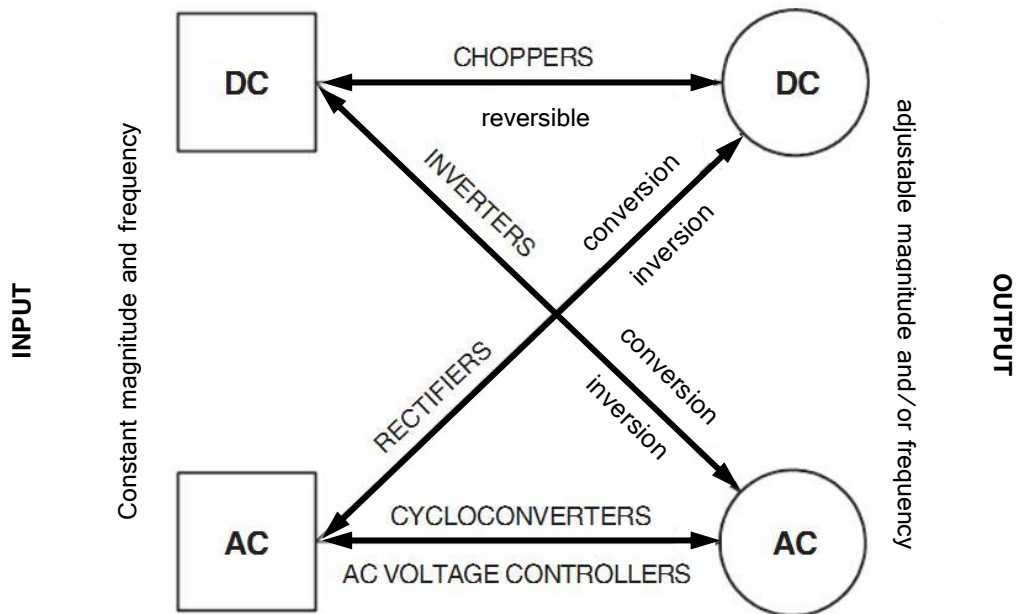 DC
CHOPPERS
DC
reversible
INPUT
Constant magnitude and frequency
INVERTERS
conversion
inversion
adjustable magnitude and/or frequency
OUTPUT
RECTIFIERS
conversion
inversion
AC
CYCLOCONVERTERS
AC VOLTAGE CONTROLLERS
AC